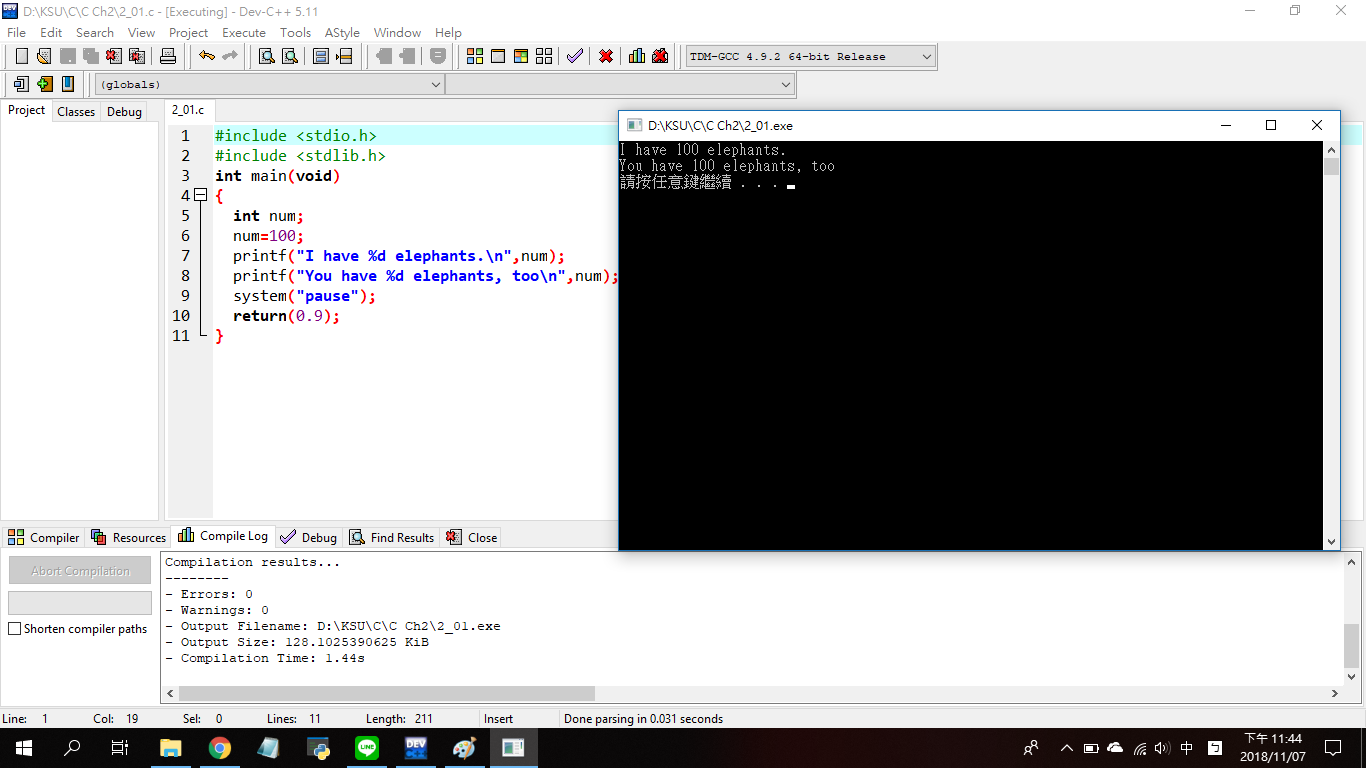 D:\KSU\C\C Ch2\2_01.c - [Executing] - Dev-C++ 5.11
File Edit Search View Project Execute Tools AStyle Window Help
TDM-GCC 4.9.2 64-bit Release
(globals)
Project Classes Debug
2_01.c
1 #include <stdio.h>
2 #include <stdlib.h>
3 int main(void)
4 {
5 int num;
6 num=100;
7 printf("I have %d elephants.\n",num);
8 printf("You have %d elephants, too\n",num);
9 system("pause");
10 return(0.9);
11 }
D:\KSU\C\C Ch2\2_01.exe
I have 100 elephants.
You have 100 elephants, too
請按任意鍵繼續 . . .
Compiler Resources Compile Log Debug Find Results Close
Abort Compilation
Shorten compiler paths
Compilation results...
--------
- Errors: 0
- Warnings: 0
- Output Filename: D:\KSU\C\C Ch2\2_01.exe
- Output Size: 128.1025390625 KiB
- Compilation Time: 1.44s
Line: 1 Col: 19 Sel: 0 Lines: 11 Length: 211 Insert Done parsing in 0.031 seconds
LINE
DEV
中
ㄅ
下午 11:44
2018/11/07